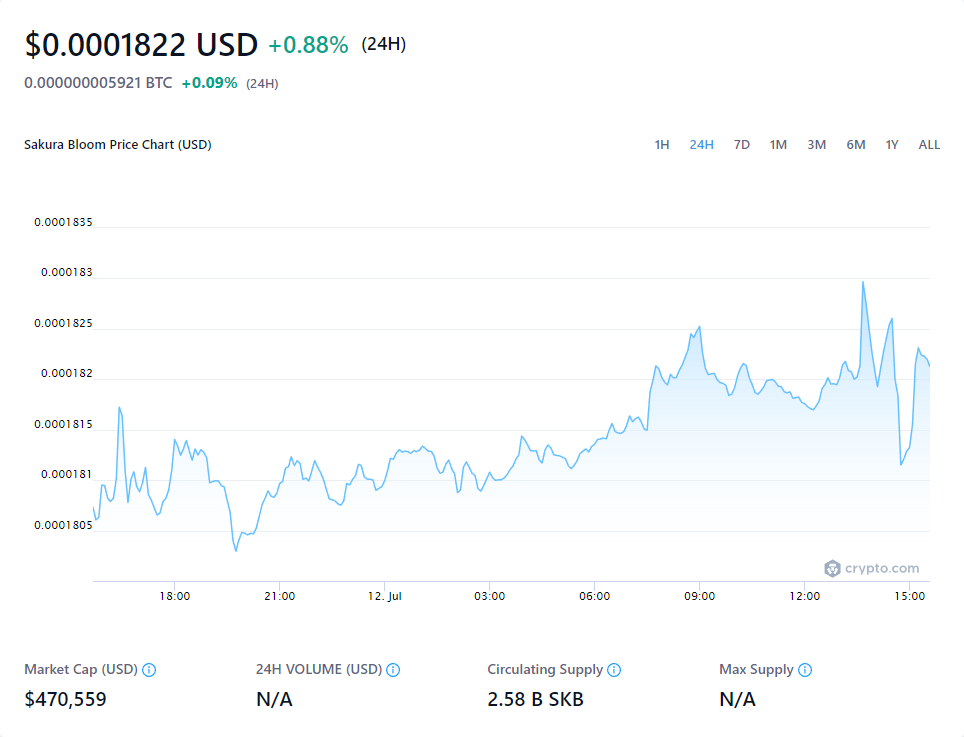 $0.0001822 USD +0.88% (24H)
0.000000005921 BTC +0.09% (24H)
Sakura Bloom Price Chart (USD) 1H 24H 7D 1M 3M 6M 1Y ALL
0.0001835
0.000183
0.0001825
0.000182
0.0001815
0.000181
0.0001805
crypto.com
18:00 21:00 12. Jul 03:00 06:00 09:00 12:00 15:00
Market Cap (USD) 24H VOLUME (USD) Circulating Supply Max Supply
$470,559 N/A 2.58 B SKB N/A